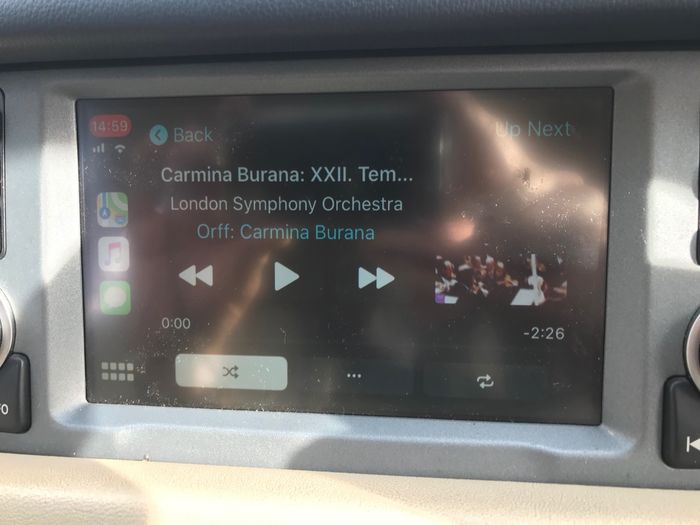 14:59
Back
Up Next
Carmina Burana: XXII. Tem...
London Symphony Orchestra
Orff: Carmina Burana
0:00
-2:26